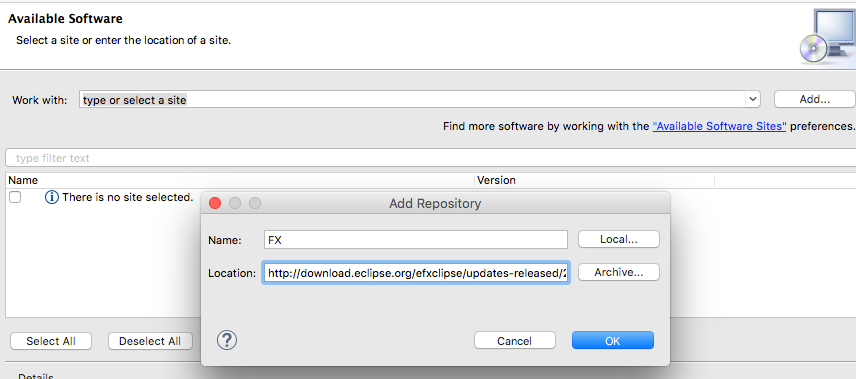 Available Software
Select a site or enter the location of a site.
Work with: type or select a site Add...
Find more software by working with the "Available Software Sites" preferences.
type filter text
Name Version
There is no site selected.
Add Repository
Name: FX Local...
Location: http://download.eclipse.org/efxclipse/updates-released/2 Archive...
Select All Deselect All ? Cancel OK
Details